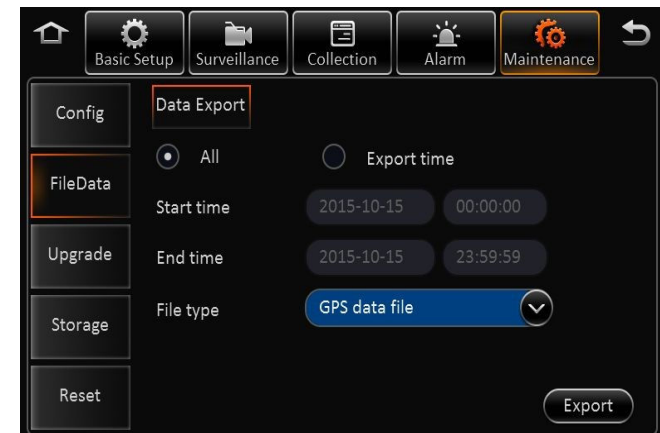 Basic Setup
Surveillance
Collection
Alarm
Maintenance
Config
FileData
Upgrade
Storage
Reset
Data Export
All
Export time
Start time
2015-10-15
00:00:00
End time
2015-10-15
23:59:59
File type
GPS data file
Export